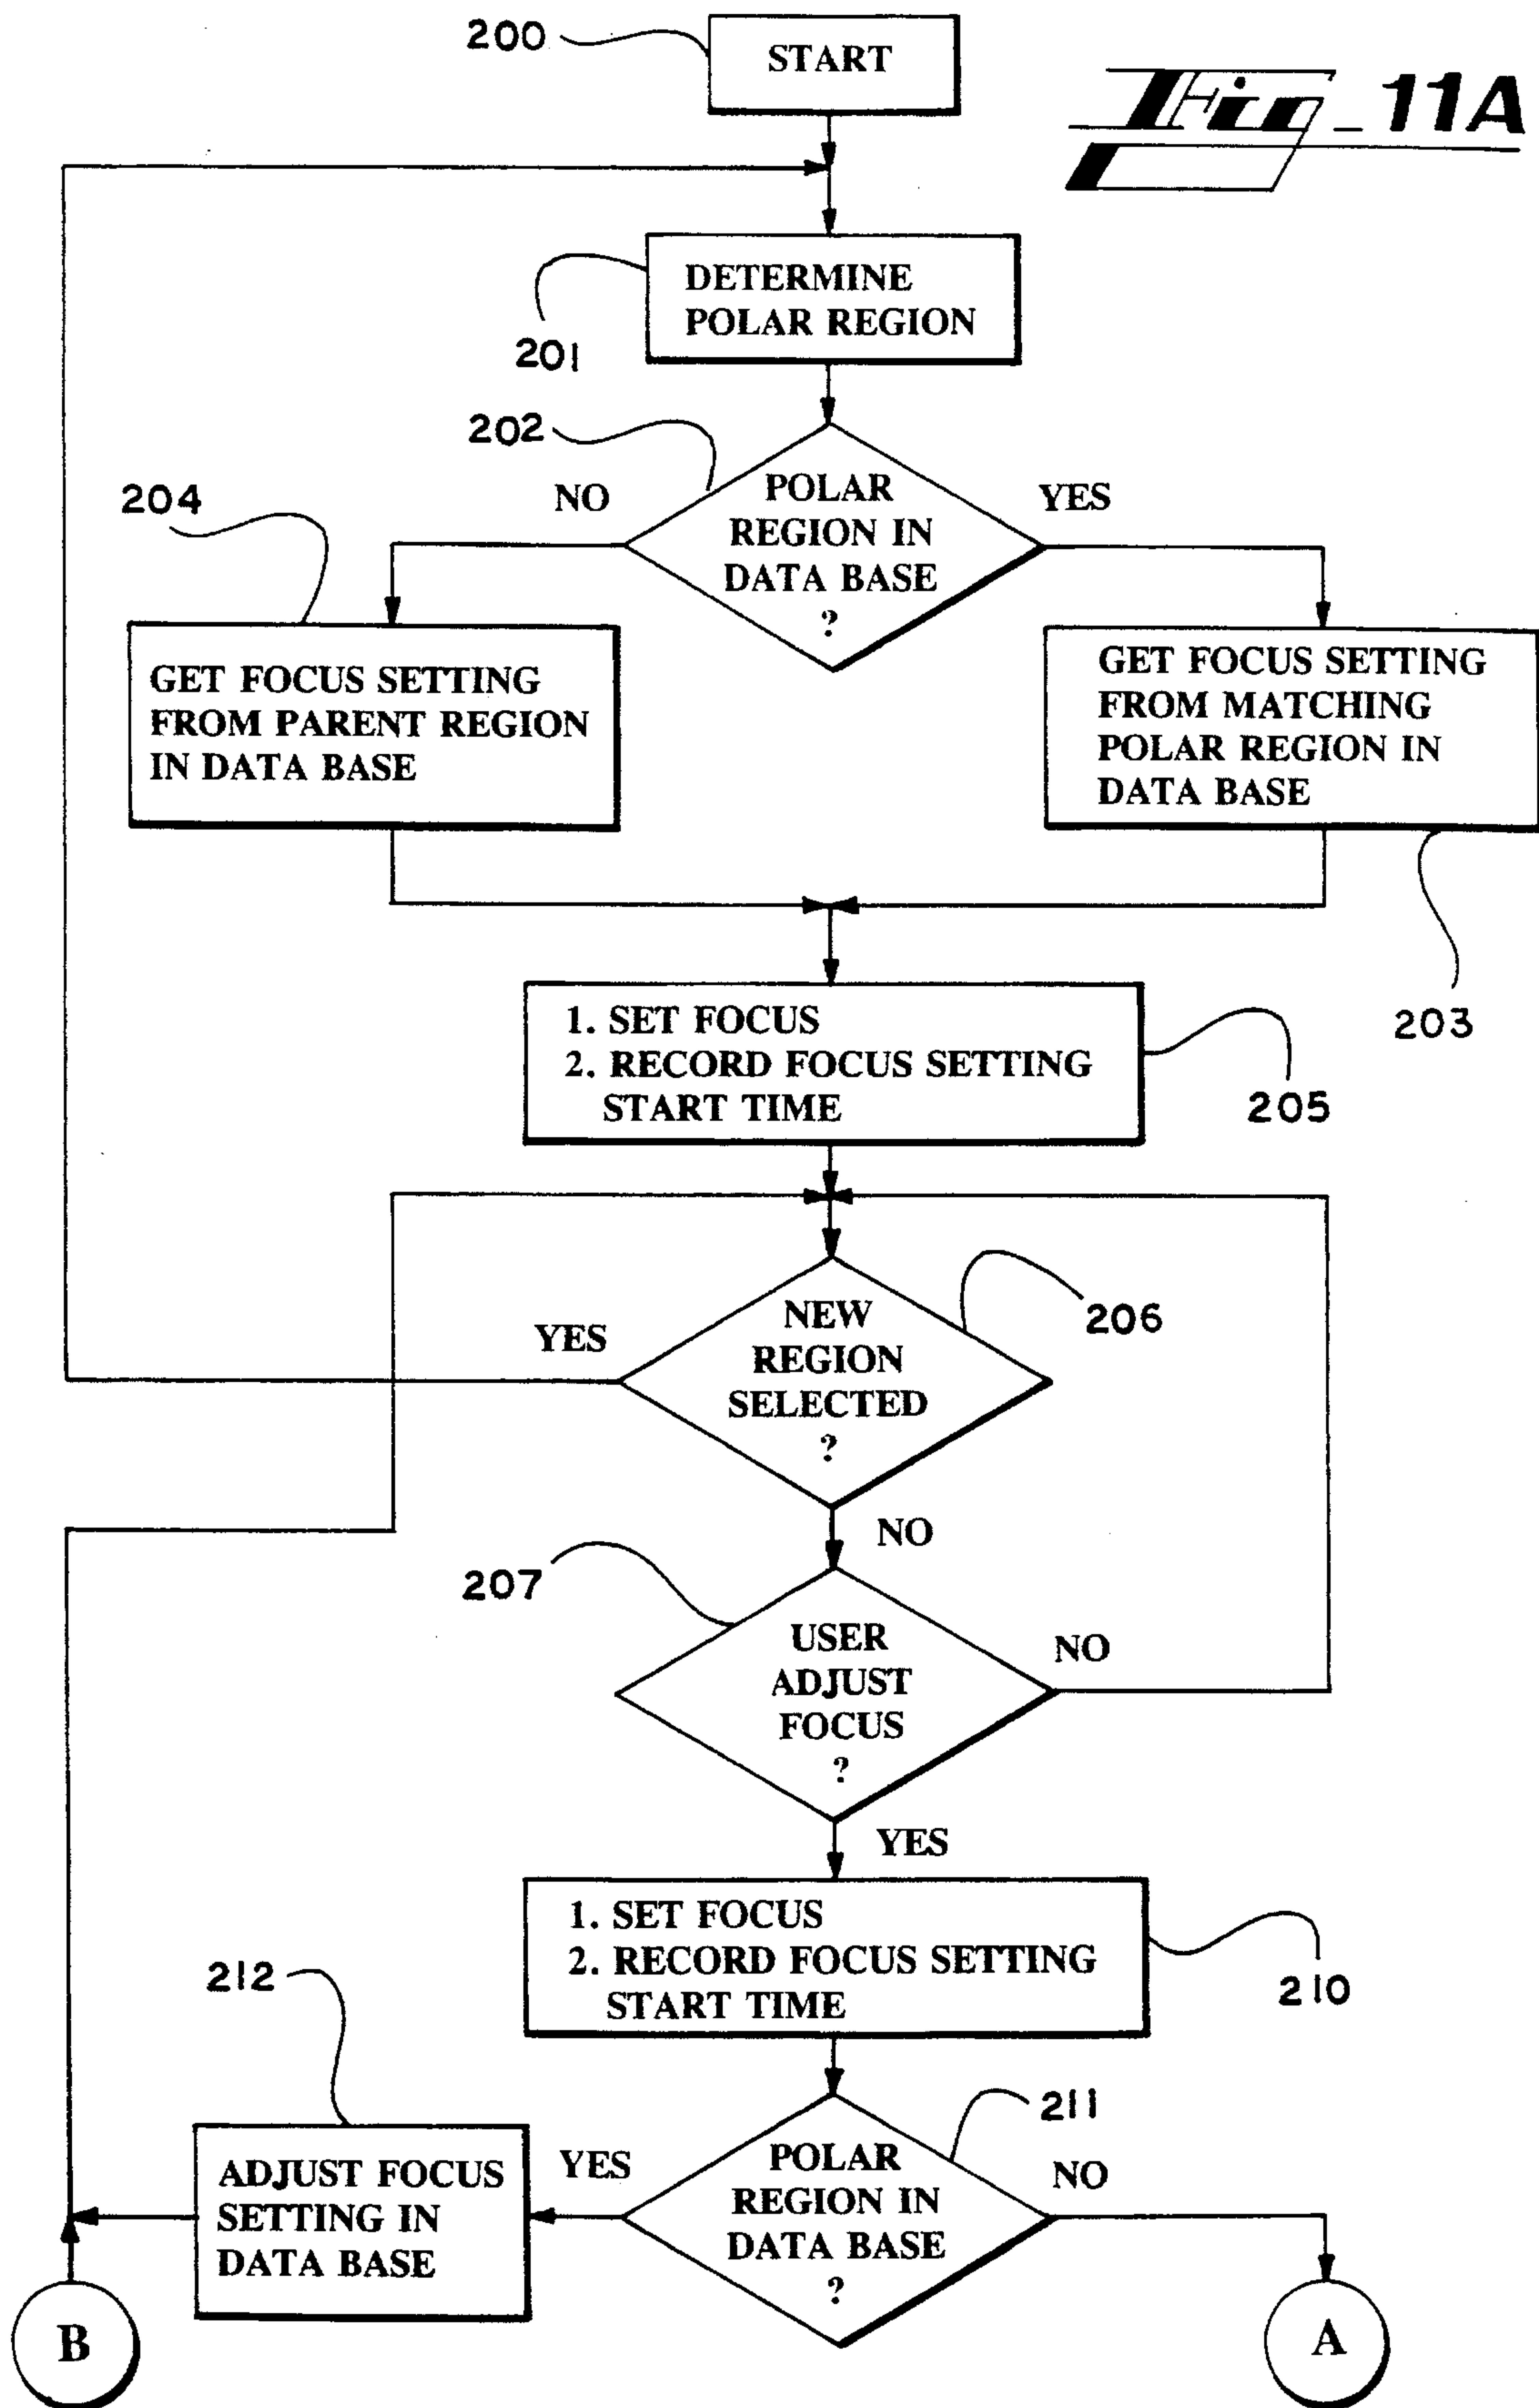 200
START
Fig_11A
DETERMINE
POLAR REGION
201
202
NO
POLAR
REGION IN
DATA BASE
?
YES
204
GET FOCUS SETTING
FROM PARENT REGION
IN DATA BASE
GET FOCUS SETTING
FROM MATCHING
POLAR REGION IN
DATA BASE
203
1. SET FOCUS
2. RECORD FOCUS SETTING
START TIME
205
YES
NEW
REGION
SELECTED
?
206
NO
207
USER
ADJUST
FOCUS
?
NO
YES
1. SET FOCUS
2. RECORD FOCUS SETTING
START TIME
210
212
211
ADJUST FOCUS
SETTING IN
DATA BASE
YES
POLAR
REGION IN
DATA BASE
?
NO
B
A